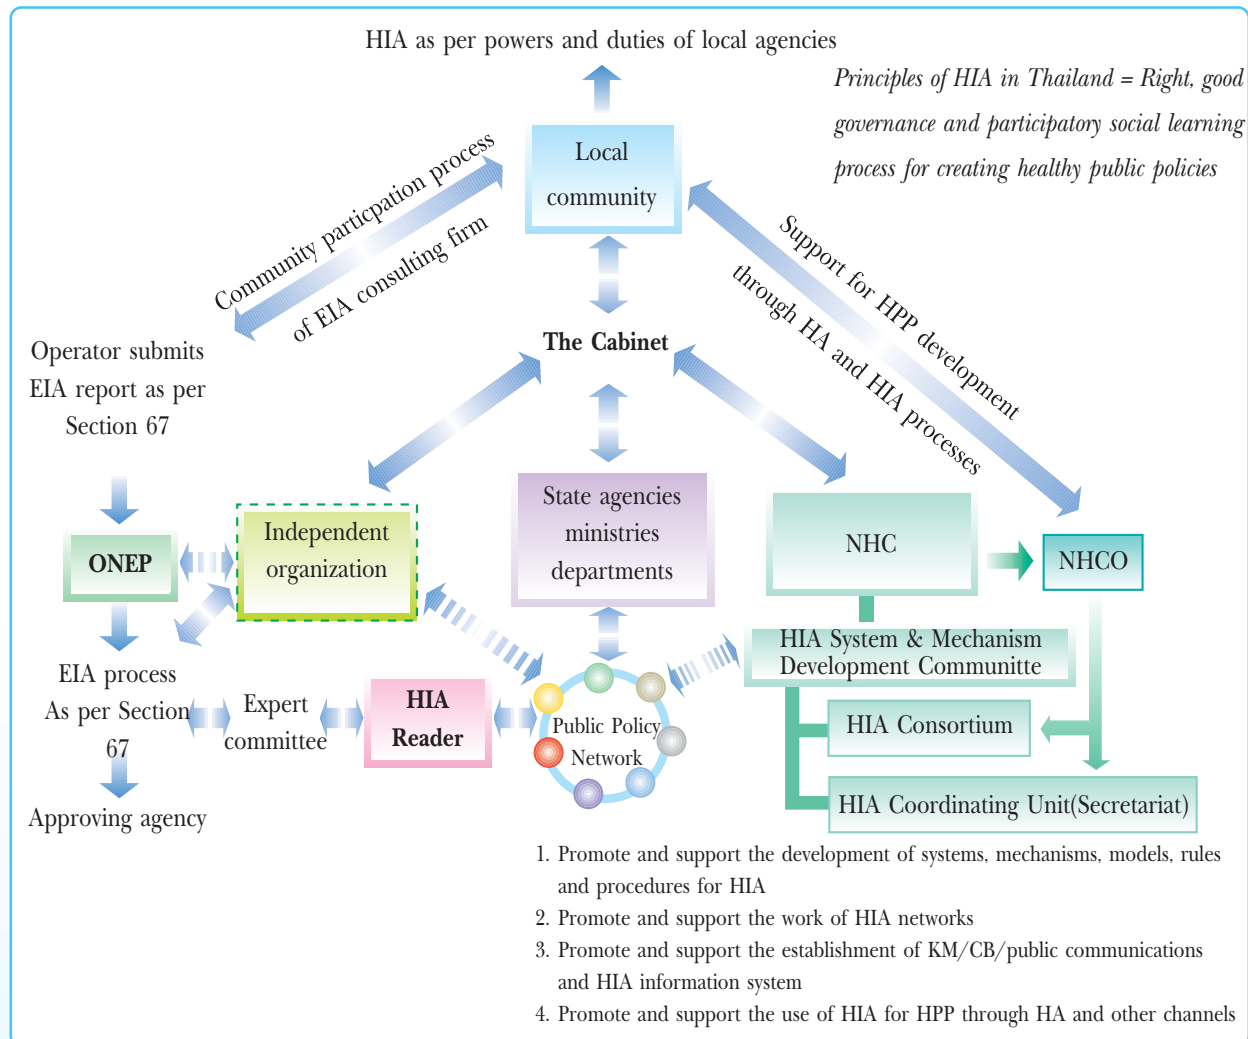 HIA as per powers and duties of local agencies
Principles of HIA in Thailand = Right, good
governance and participatory social learning
process for creating healthy public policies
Local
community
Community particpation process
of EIA consulting firm
Support for HPP development
through HA and HIA processes
The Cabinet
Operator submits
EIA report as per
Section 67
ONEP
Independent
organization
State agencies
ministries
departments
NHC
NHCO
HIA System & Mechanism
Development Communitte
EIA process
As per Section
67
Expert
committee
HIA
Reader
Public Policy
Network
HIA Consortium
HIA Coordinating Unit(Secretariat)
Approving agency
1. Promote and support the development of systems, mechanisms, models, rules
and procedures for HIA
2. Promote and support the work of HIA networks
3. Promote and support the establishment of KM/CB/public communications
and HIA information system
4. Promote and support the use of HIA for HPP through HA and other channels